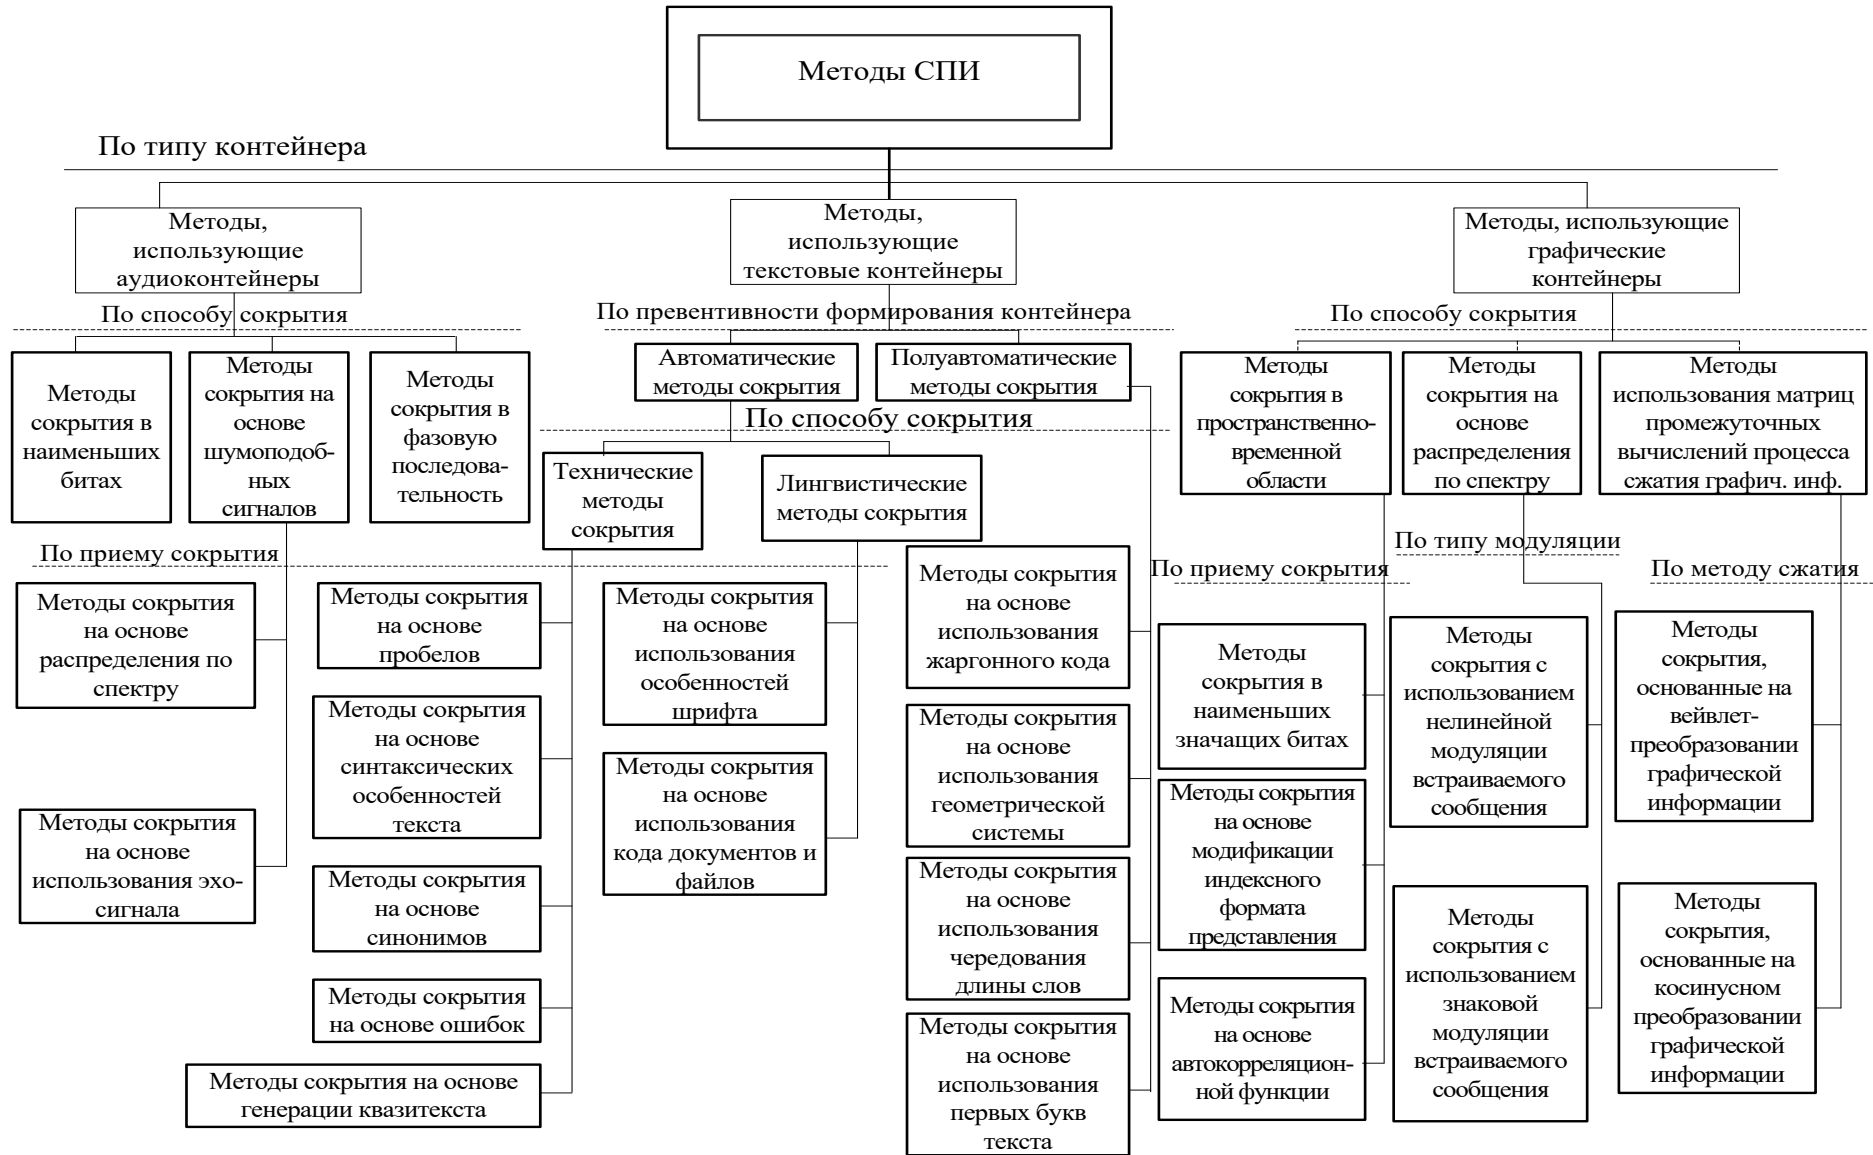 Методы СПИ
По типу контейнера
Методы,
использующие
аудиоконтейнеры
Методы,
использующие
текстовые контейнеры
Методы, использующие
графические
контейнеры
По способу сокрытия
По превентивности формирования контейнера
По способу сокрытия
Методы
сокрытия в
наименьших
битах
Методы
сокрытия на
основе
шумоподоб-
ных
сигналов
Методы
сокрытия в
фазовую
последова-
тельность
Автоматические
методы сокрытия
Полуавтоматические
методы сокрытия
Методы
сокрытия в
пространственно-
временной
области
Методы
сокрытия на
основе
распределения
по спектру
Методы
использования матриц
промежуточных
вычислений процесса
сжатия графич. инф.
По способу сокрытия
Технические
методы
сокрытия
Лингвистические
методы сокрытия
По приему сокрытия
По приему сокрытия
По типу модуляции
По методу сжатия
Методы сокрытия
на основе
распределения по
спектру
Методы сокрытия
на основе
использования эхо-
сигнала
Методы сокрытия
на основе
пробелов
Методы сокрытия
на основе
синтаксических
особенностей
текста
Методы сокрытия
на основе
синонимов
Методы сокрытия
на основе ошибок
Методы сокрытия на основе
генерации квазитекста
Методы сокрытия
на основе
использования
особенностей
шрифта
Методы сокрытия
на основе
использования
кода документов и
файлов
Методы сокрытия
на основе
использования
жаргонного кода
Методы сокрытия
на основе
использования
геометрической
системы
Методы сокрытия
на основе
использования
чередования
длины слов
Методы сокрытия
на основе
использования
первых букв
текста
Методы
сокрытия в
наименьших
значащих битах
Методы сокрытия
на основе
модификации
индексного
формата
представления
Методы сокрытия
на основе
автокорреляцион-
ной функции
Методы
сокрытия с
использованием
нелинейной
модуляции
встраиваемого
сообщения
Методы
сокрытия с
использованием
знаковой
модуляции
встраиваемого
сообщения
Методы
сокрытия,
основанные на
вейвлет-
преобразовании
графической
информации
Методы
сокрытия,
основанные на
косинусном
преобразовании
графической
информации